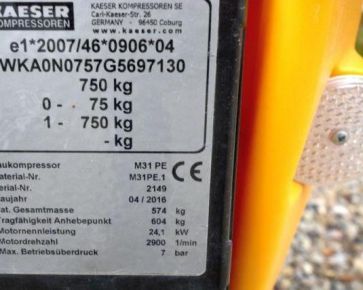 KAESER
KOMPRESSOREN
KAESER KOMPRESSOREN SE
Carl-Kaeser-Str. 26
GERMANY - 96450 Coburg
www.kaeser.com
e1*2007/46*0906*04
WKA0N0757G5697130
750 kg
0 - 75 kg
1 - 750 kg
- kg
aukompressor M31 PE
aterial-Nr. M31PE.1
erial-Nr. 2149
aujahr 04 / 2016
at. Gesamtmasse 574 kg
Tragfähigkeit Anhebepunkt 604 kg
Motornennleistung 24,1 kW
Motordrehzahl 2900 1/min
Max. Betriebsüberdruck 7 bar
CE